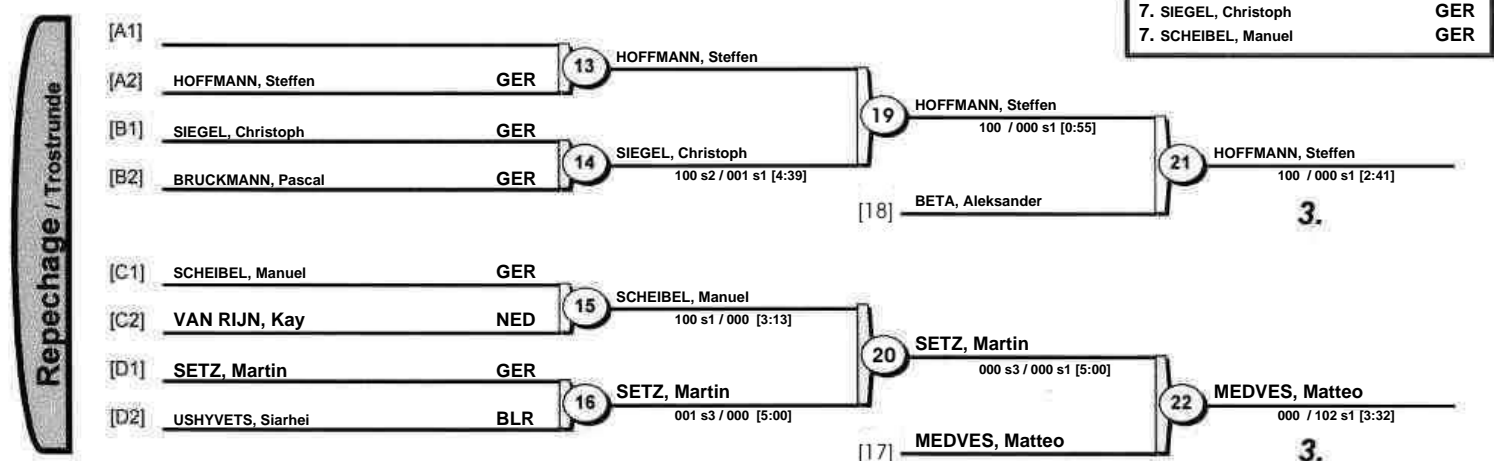 7. SIEGEL, Christoph GER
7. SCHEIBEL, Manuel GER
Repechage / Trostrunde
[A1]
[A2] HOFFMANN, Steffen GER
13 HOFFMANN, Steffen
[B1] SIEGEL, Christoph GER
[B2] BRUCKMANN, Pascal GER
14 SIEGEL, Christoph
100 s2 / 001 s1 [4:39]
19 HOFFMANN, Steffen
100 / 000 s1 [0:55]
[18] BETA, Aleksander
21 HOFFMANN, Steffen
100 / 000 s1 [2:41]
3.
[C1] SCHEIBEL, Manuel GER
[C2] VAN RIJN, Kay NED
15 SCHEIBEL, Manuel
100 s1 / 000 [3:13]
[D1] SETZ, Martin GER
[D2] USHYVETS, Siarhei BLR
16 SETZ, Martin
001 s3 / 000 [5:00]
20 SETZ, Martin
000 s3 / 000 s1 [5:00]
[17] MEDVES, Matteo
22 MEDVES, Matteo
000 / 102 s1 [3:32]
3.